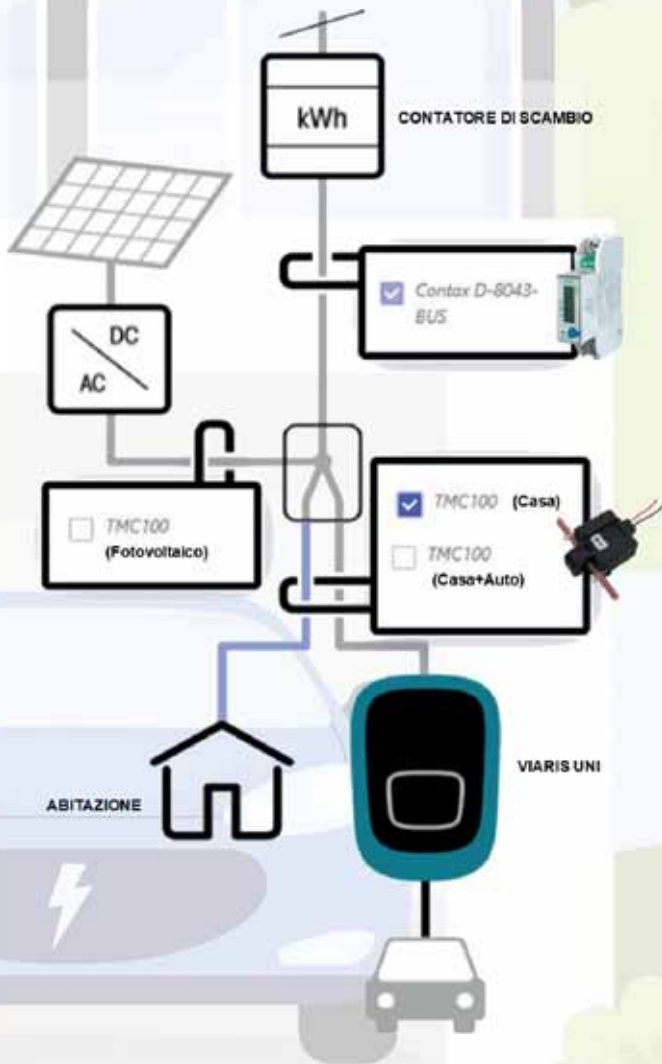 kWh
CONTATORE DI SCAMBIO
Contax D-8043-
BUS
DC
AC
TMC100
(Fotovoltaico)
TMC100 (Casa)
TMC100
(Casa+Auto)
VIARIS UNI
ABITAZIONE